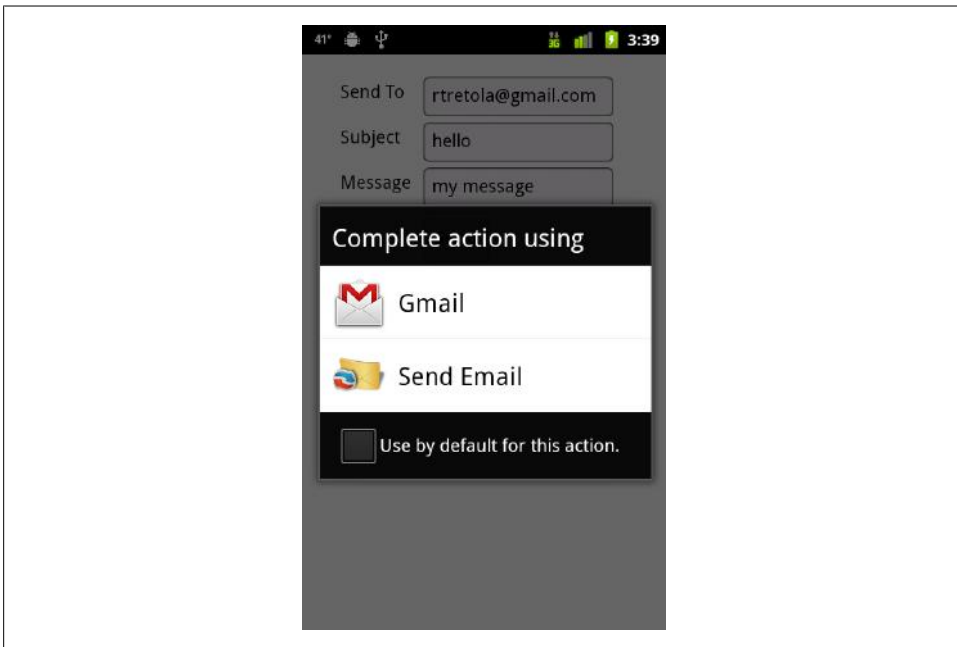 41° 3G 3:39
Send To rtretola@gmail.com
Subject hello
Message my message
Complete action using
Gmail
Send Email
Use by default for this action.